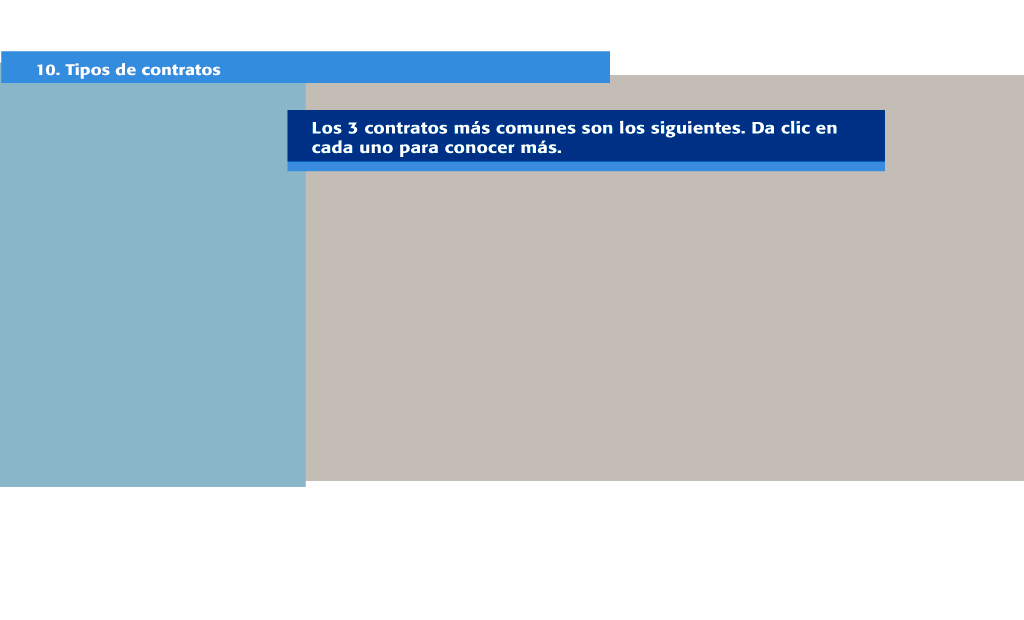 10. Tipos de contratos
Los 3 contratos más comunes son los siguientes. Da clic en
cada uno para conocer más.